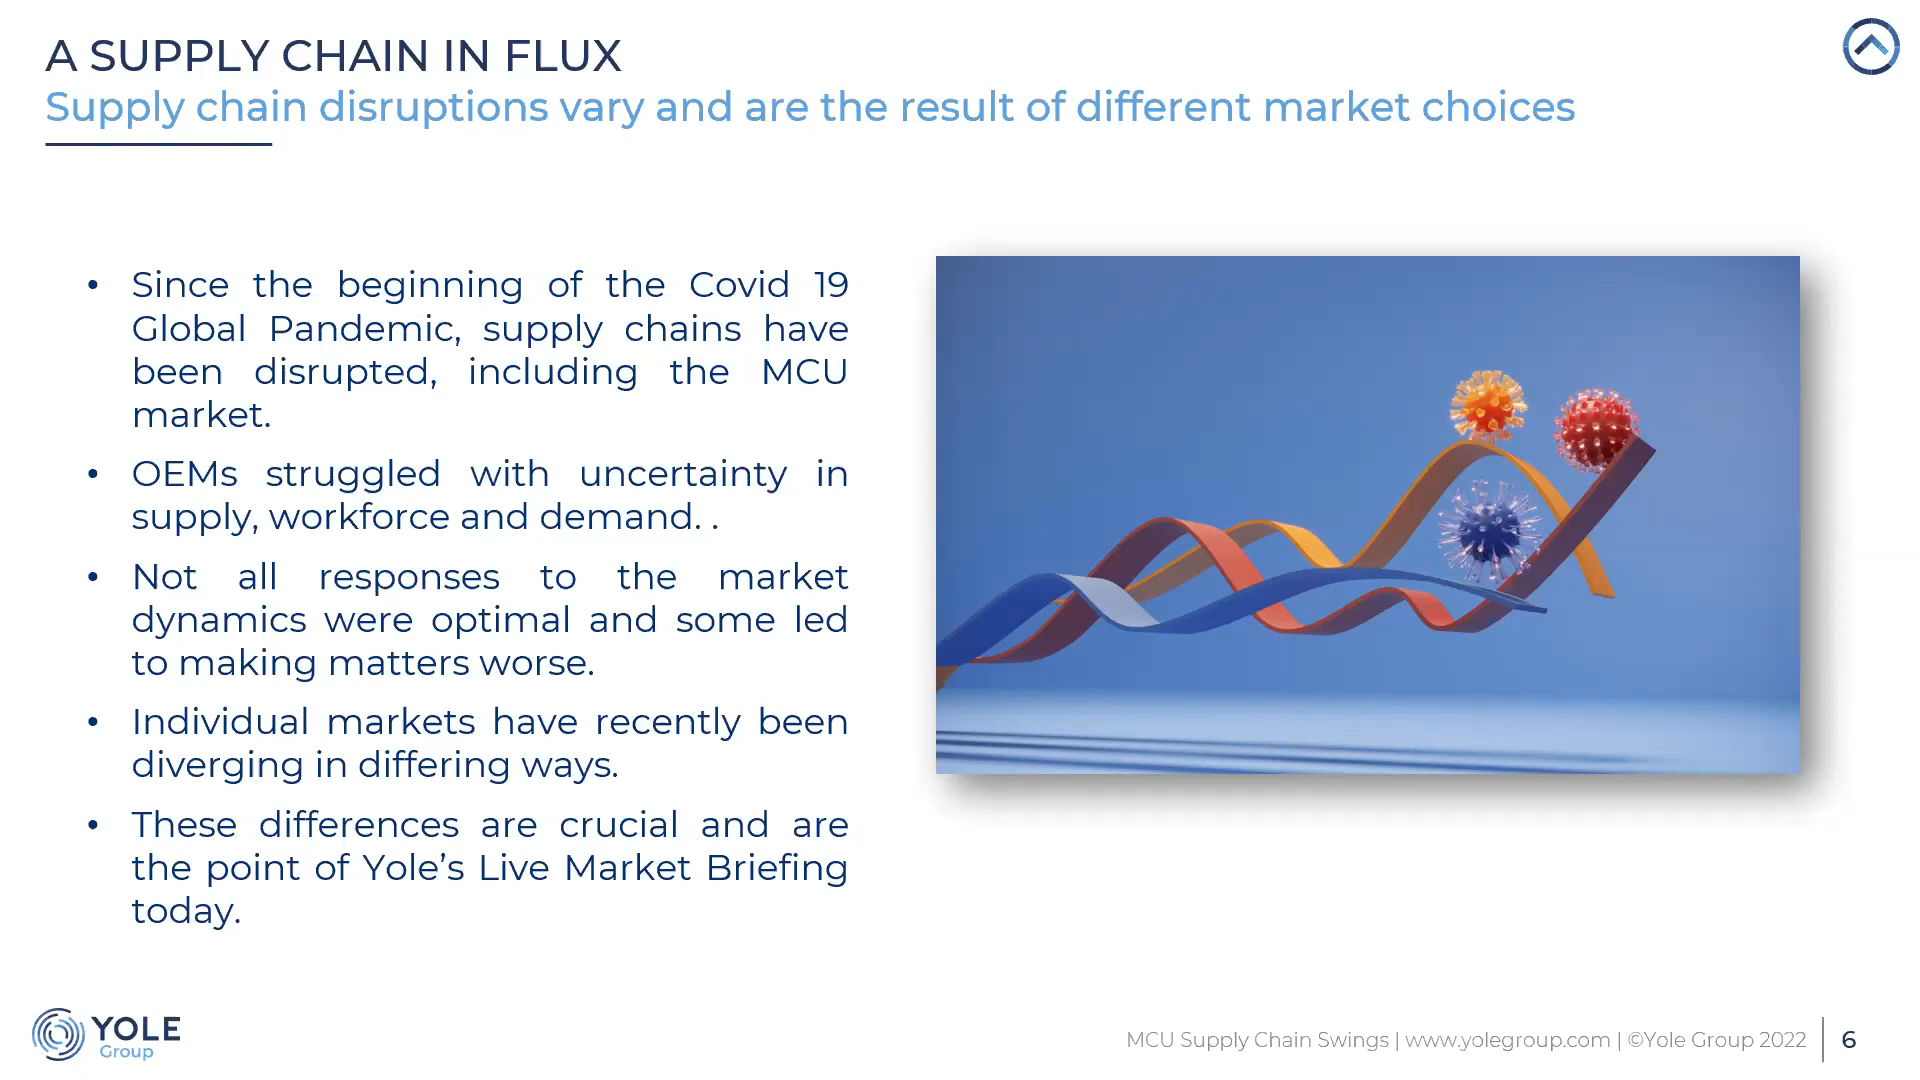 A SUPPLY CHAIN IN FLUX
Supply chain disruptions vary and are the result of different market choices
• Since the beginning of the Covid 19
Global Pandemic, supply chains have
been disrupted, including the MCU
market.
• OEMs struggled with uncertainty in
supply, workforce and demand. .
• Not all responses to the market
dynamics were optimal and some led
to making matters worse.
• Individual markets have recently been
diverging in differing ways.
• These differences are crucial and are
the point of Yole’s Live Market Briefing
today.
YOLE
Group
MCU Supply Chain Swings | www.yolegroup.com | ©Yole Group 2022
6